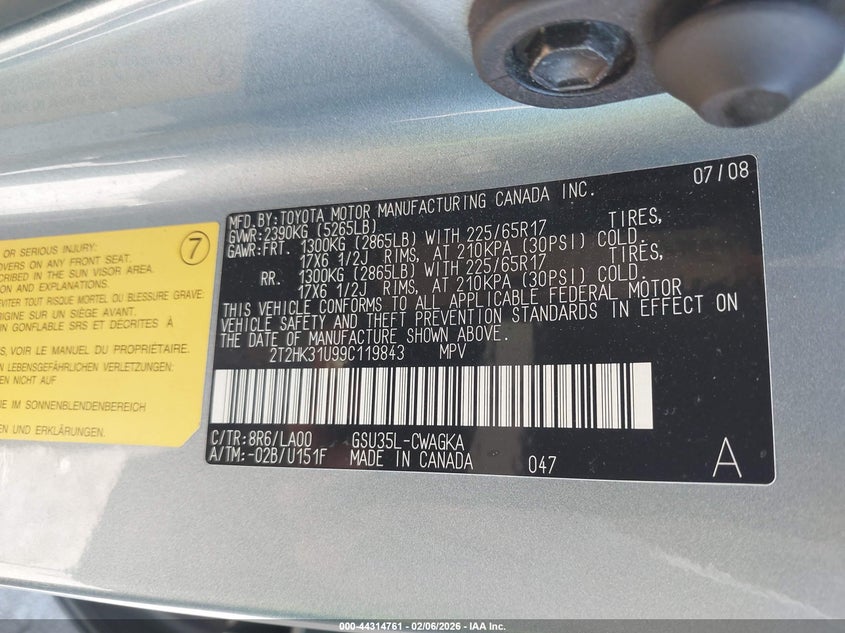 07/08
MFD.BY:TOYOTA MOTOR MANUFACTURING CANADA INC.
GVWR:2390KG (5265LB)
GAWR:FRT. 1300KG (2865LB) WITH 225/65R17 TIRES,
17X6 1/2J RIMS, AT 210KPA (30PSI) COLD.
RR. 1300KG (2865LB) WITH 225/65R17 TIRES,
17X6 1/2J RIMS, AT 210KPA (30PSI) COLD.
THIS VEHICLE CONFORMS TO ALL APPLICABLE FEDERAL MOTOR
VEHICLE SAFETY AND THEFT PREVENTION STANDARDS IN EFFECT ON
THE DATE OF MANUFACTURE SHOWN ABOVE.
2T2HK31U99C119843 MPV
C/TR:8R6/LA00 GSU35L-CWAGKA
A/TM:-02B/U151F MADE IN CANADA 047
A
7
OR SERIOUS INJURY:
OVERS ON ANY FRONT SEAT.
CRIBED IN THE SUN VISOR AREA.
ON AND EXPLANATIONS.
EVITER TOUT RISQUE MORTEL OU BLESSURE GRAVE:
ORIGINE SUR UN SIÈGE AVANT.
UN GONFLABLE SRS ET DÉCRITES À
, VOIR LE MANUEL DU PROPRIÉTAIRE.
LEBENSGEFÄHRLICHEN VERLETZUNGEN:
NICHT AUF
IM SONNENBLENDENBEREICH
EN UND ERKLÄRUNGEN.
000-44314761 - 02/06/2026 - IAA Inc.